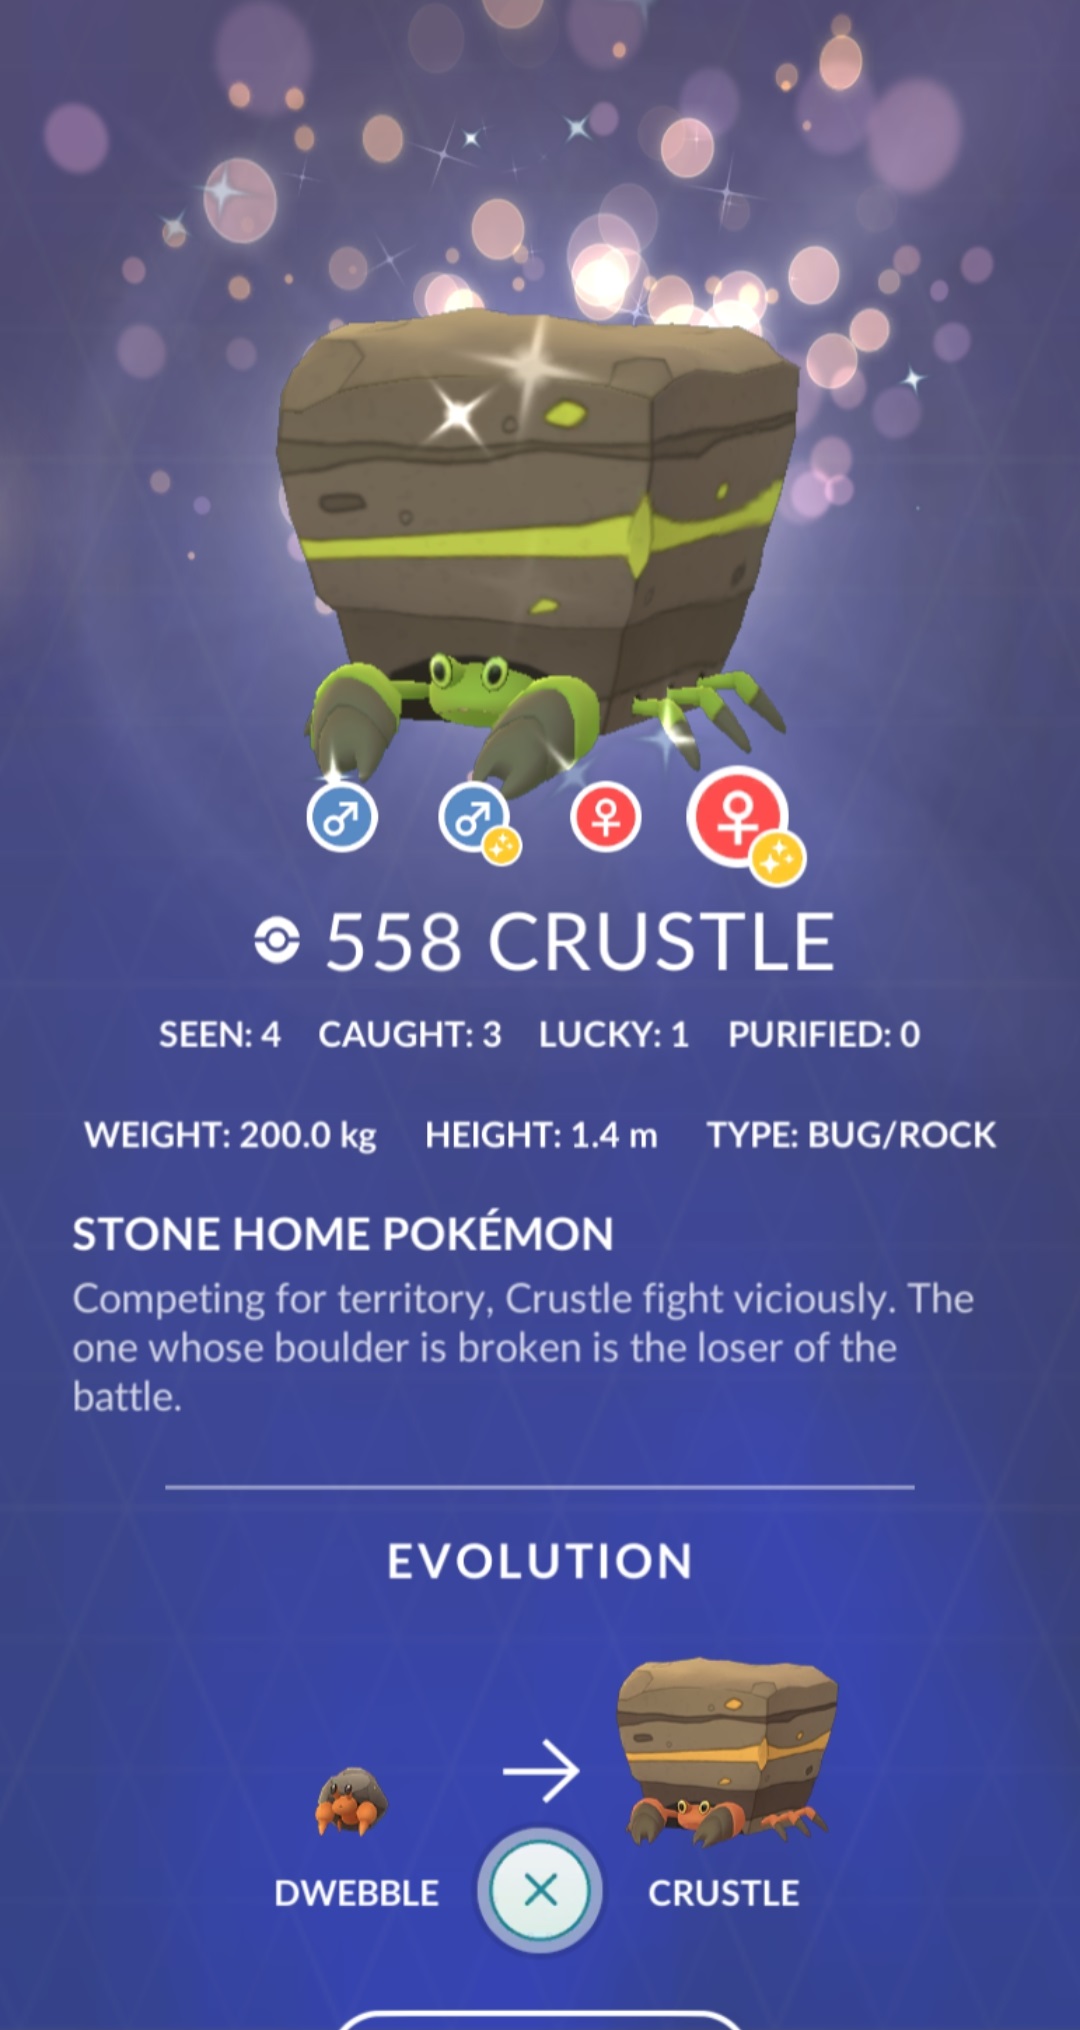 558 CRUSTLE
SEEN: 4 CAUGHT: 3 LUCKY: 1 PURIFIED: 0
WEIGHT: 200.0 kg HEIGHT: 1.4 m TYPE: BUG/ROCK
STONE HOME POKÉMON
Competing for territory, Crustle fight viciously. The
one whose boulder is broken is the loser of the
battle.
EVOLUTION
DWEBBLE CRUSTLE